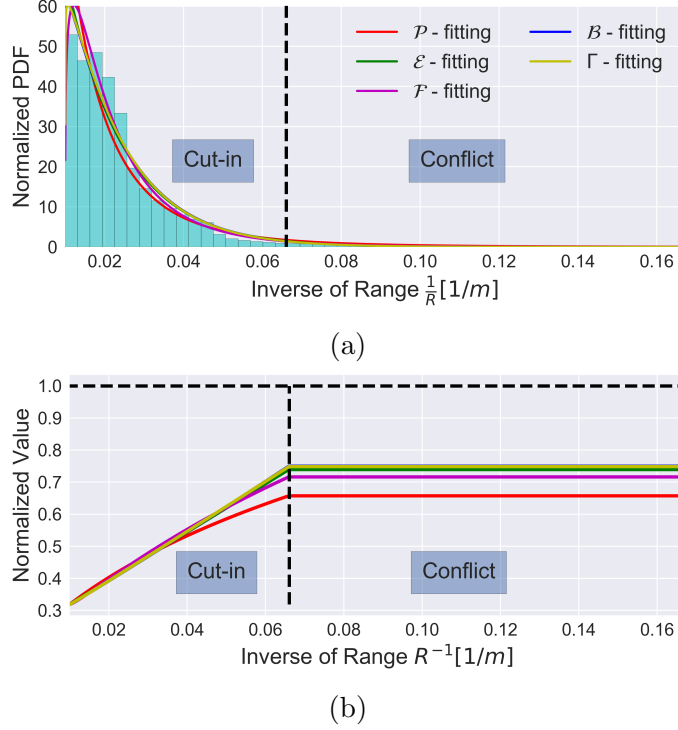 60
50
40
30
20
10
0
Normalized PDF
𝒫 - fitting
ℰ - fitting
ℱ - fitting
ℬ - fitting
Γ - fitting
Cut-in
Conflict
0.02 0.04 0.06 0.08 0.10 0.12 0.14 0.16
Inverse of Range 1/R [1/m]
(a)
1.0
0.9
0.8
0.7
0.6
0.5
0.4
0.3
Normalized Value
Cut-in
Conflict
0.02 0.04 0.06 0.08 0.10 0.12 0.14 0.16
Inverse of Range R⁻¹[1/m]
(b)